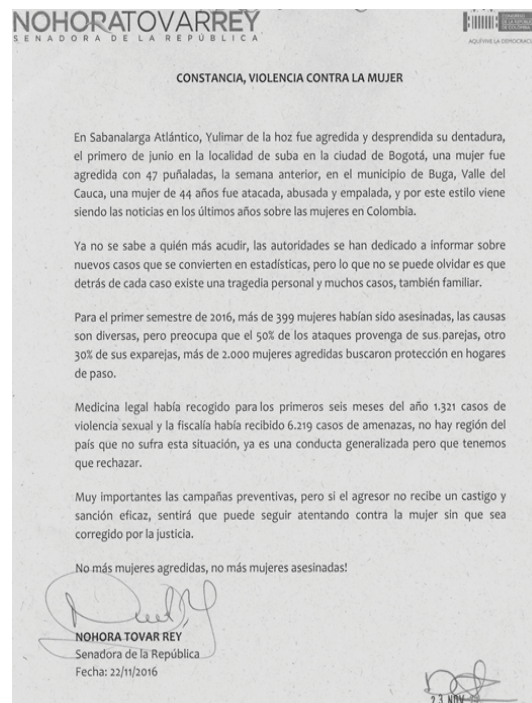 NOHORATOVARREY
SENADORA DE LA REPÚBLICA
AQUÍ VIVE LA DEMOCRACIA
CONSTANCIA, VIOLENCIA CONTRA LA MUJER
En Sabanalarga Atlántico, Yulimar de la hoz fue agredida y desprendida su dentadura,
el primero de junio en la localidad de suba en la ciudad de Bogotá, una mujer fue
agredida con 47 puñaladas, la semana anterior, en el municipio de Buga, Valle del
Cauca, una mujer de 44 años fue atacada, abusada y empalada, y por este estilo viene
siendo las noticias en los últimos años sobre las mujeres en Colombia.
Ya no se sabe a quién más acudir, las autoridades se han dedicado a informar sobre
nuevos casos que se convierten en estadísticas, pero lo que no se puede olvidar es que
detrás de cada caso existe una tragedia personal y muchos casos, también familiar.
Para el primer semestre de 2016, más de 399 mujeres habían sido asesinadas, las causas
son diversas, pero preocupa que el 50% de los ataques provenga de sus parejas, otro
30% de sus exparejas, más de 2.000 mujeres agredidas buscaron protección en hogares
de paso.
Medicina legal había recogido para los primeros seis meses del año 1.321 casos de
violencia sexual y la fiscalía había recibido 6.219 casos de amenazas, no hay región del
país que no sufra esta situación, ya es una conducta generalizada pero que tenemos
que rechazar.
Muy importantes las campañas preventivas, pero si el agresor no recibe un castigo y
sanción eficaz, sentirá que puede seguir atentando contra la mujer sin que sea
corregido por la justicia.
No más mujeres agredidas, no más mujeres asesinadas!
NOHORA TOVAR REY
Senadora de la República
Fecha: 22/11/2016
23 NOV